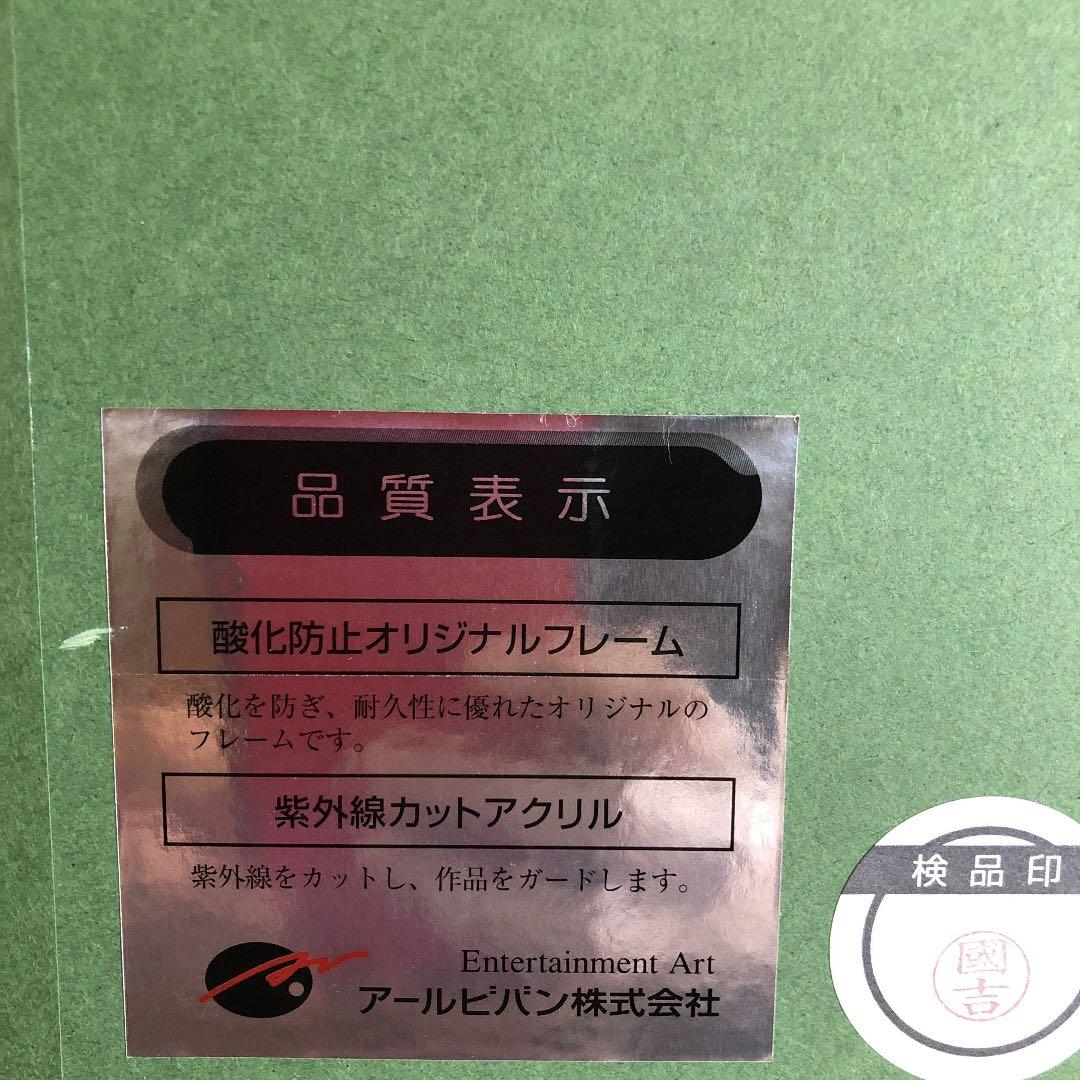 品質表示
酸化防止オリジナルフレーム
酸化を防ぎ、耐久性に優れたオリジナルの
フレームです。
紫外線カットアクリル
紫外線をカットし、作品をガードします。
Entertainment Art
アールビバン株式会社
検品印
國吉